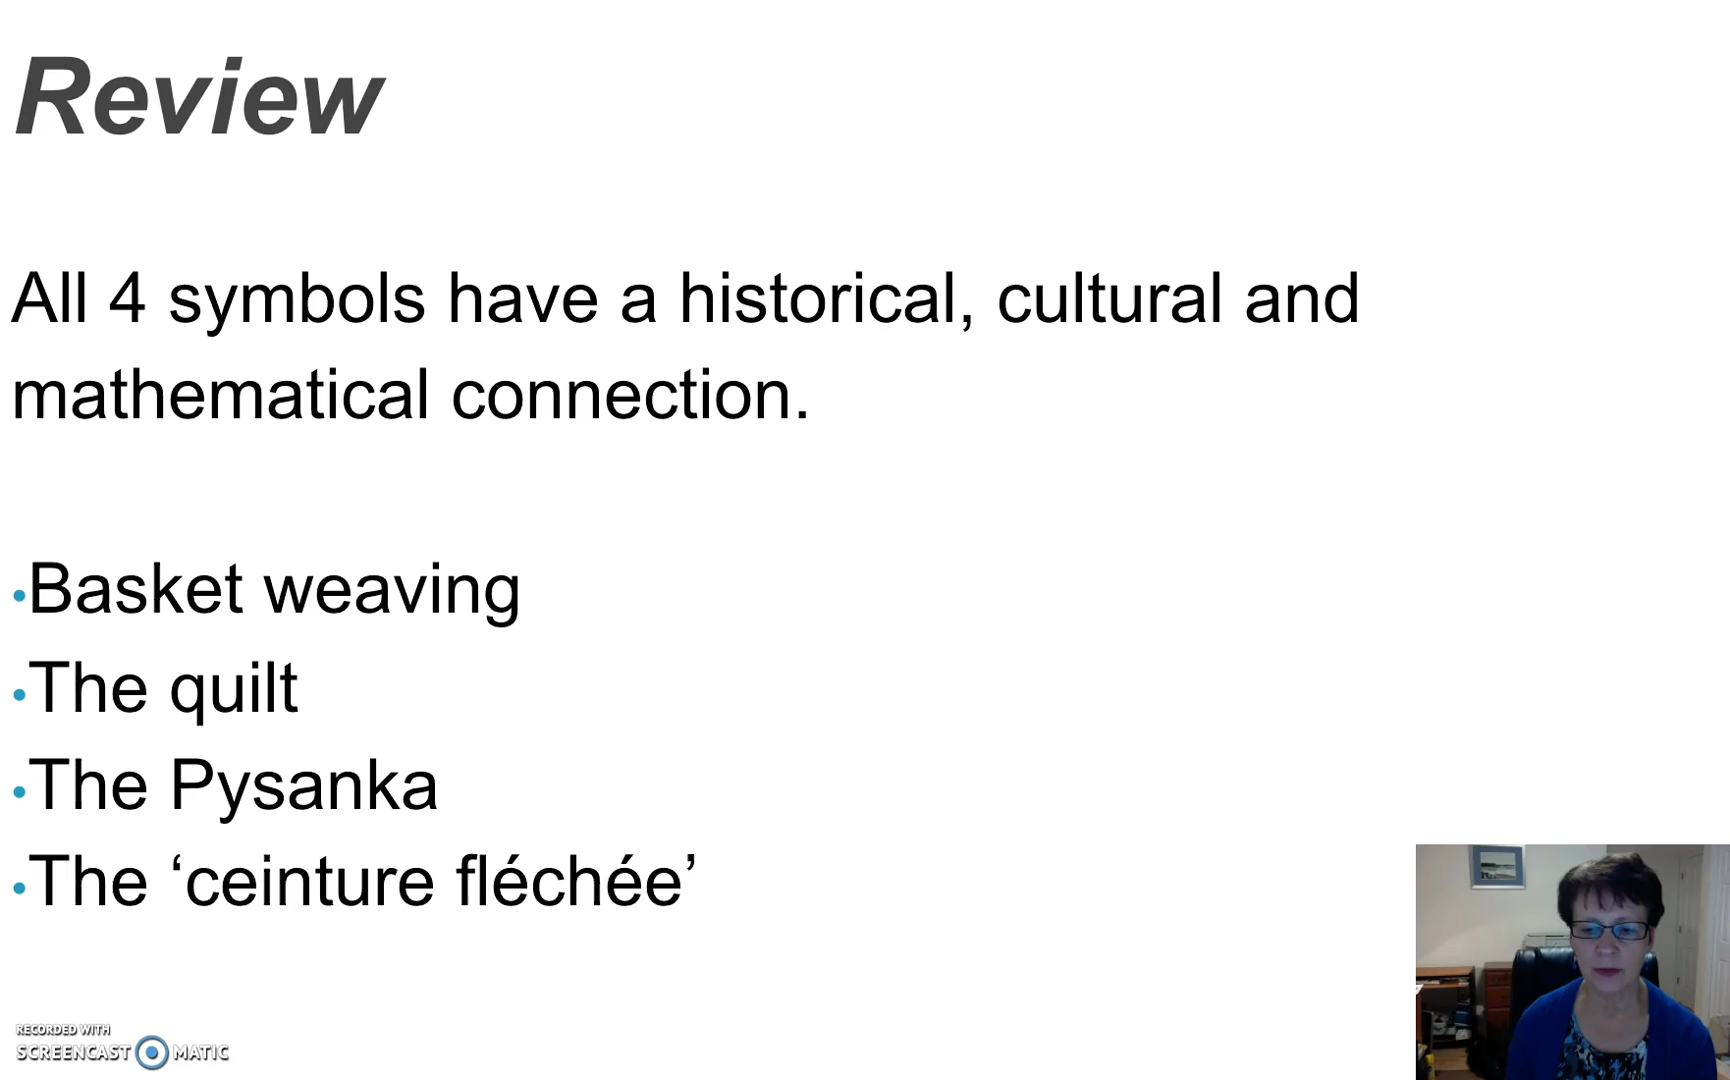 Review
All 4 symbols have a historical, cultural and
mathematical connection.
•Basket weaving
•The quilt
•The Pysanka
•The ‘ceinture fléchée’
RECORDED WITH
SCREENCAST MATIC